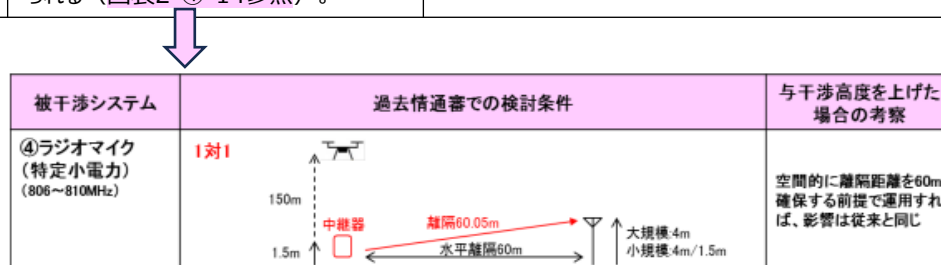 られる（図表2-④-14参照）。
被干渉システム
過去情通審での検討条件
与干渉高度を上げた
場合の考察
④ラジオマイク
（特定小電力）
（806～810MHz）
1対1
150m
中継器
離隔60.05m
1.5m
水平離隔60m
大規模:4m
小規模:4m/1.5m
空間的に離隔距離を60m
確保する前提で運用すれ
ば、影響は従来と同じ